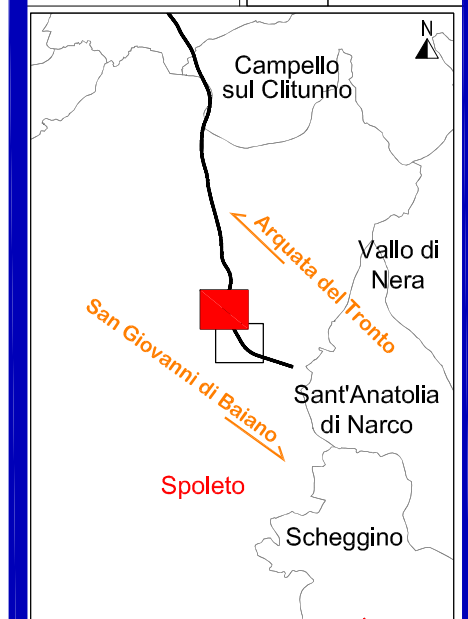 N
Campello
sul Clitunno
Arquata del Tronto
Vallo di
Nera
San Giovanni di Baiano
Sant'Anatolia
di Narco
Spoleto
Scheggino